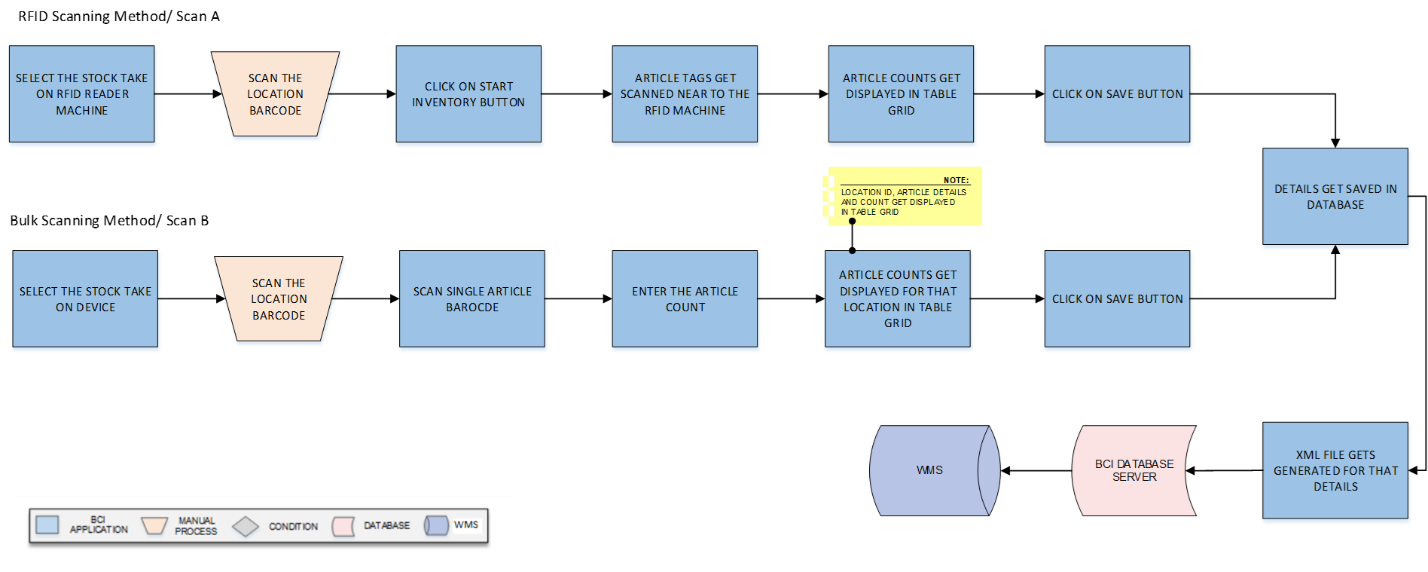 RFID Scanning Method/ Scan A
SELECT THE STOCK TAKE
ON RFID READER
MACHINE
SCAN THE
LOCATION
BARCODE
CLICK ON START
INVENTORY BUTTON
ARTICLE TAGS GET
SCANNED NEAR TO THE
RFID MACHINE
ARTICLE COUNTS GET
DISPLAYED IN TABLE
GRID
CLICK ON SAVE BUTTON
DETAILS GET SAVED IN
DATABASE
NOTE:
LOCATION ID, ARTICLE DETAILS
AND COUNT GET DISPLAYED
IN TABLE GRID
Bulk Scanning Method/ Scan B
SELECT THE STOCK TAKE
ON DEVICE
SCAN THE
LOCATION
BARCODE
SCAN SINGLE ARTICLE
BAROCDE
ENTER THE ARTICLE
COUNT
ARTICLE COUNTS GET
DISPLAYED FOR THAT
LOCATION IN TABLE
GRID
CLICK ON SAVE BUTTON
XML FILE GETS
GENERATED FOR THAT
DETAILS
BCI DATABASE
SERVER
WMS
BCI
APPLICATION
MANUAL
PROCESS
CONDITION
DATABASE
WMS